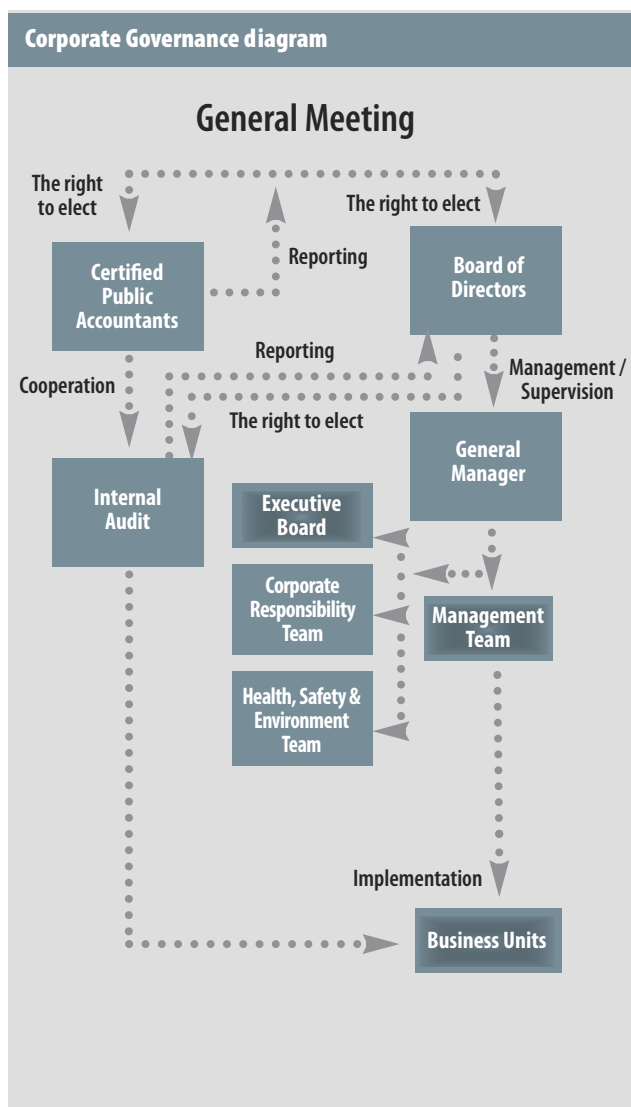 Corporate Governance diagram
General Meeting
The right
to elect
The right to elect
Certified
Public
Accountants
Reporting
Board of
Directors
Reporting
Cooperation
Management /
Supervision
The right to elect
General
Manager
Internal
Audit
Executive
Board
Corporate
Responsibility
Team
Management
Team
Health, Safety &
Environment
Team
Implementation
Business Units